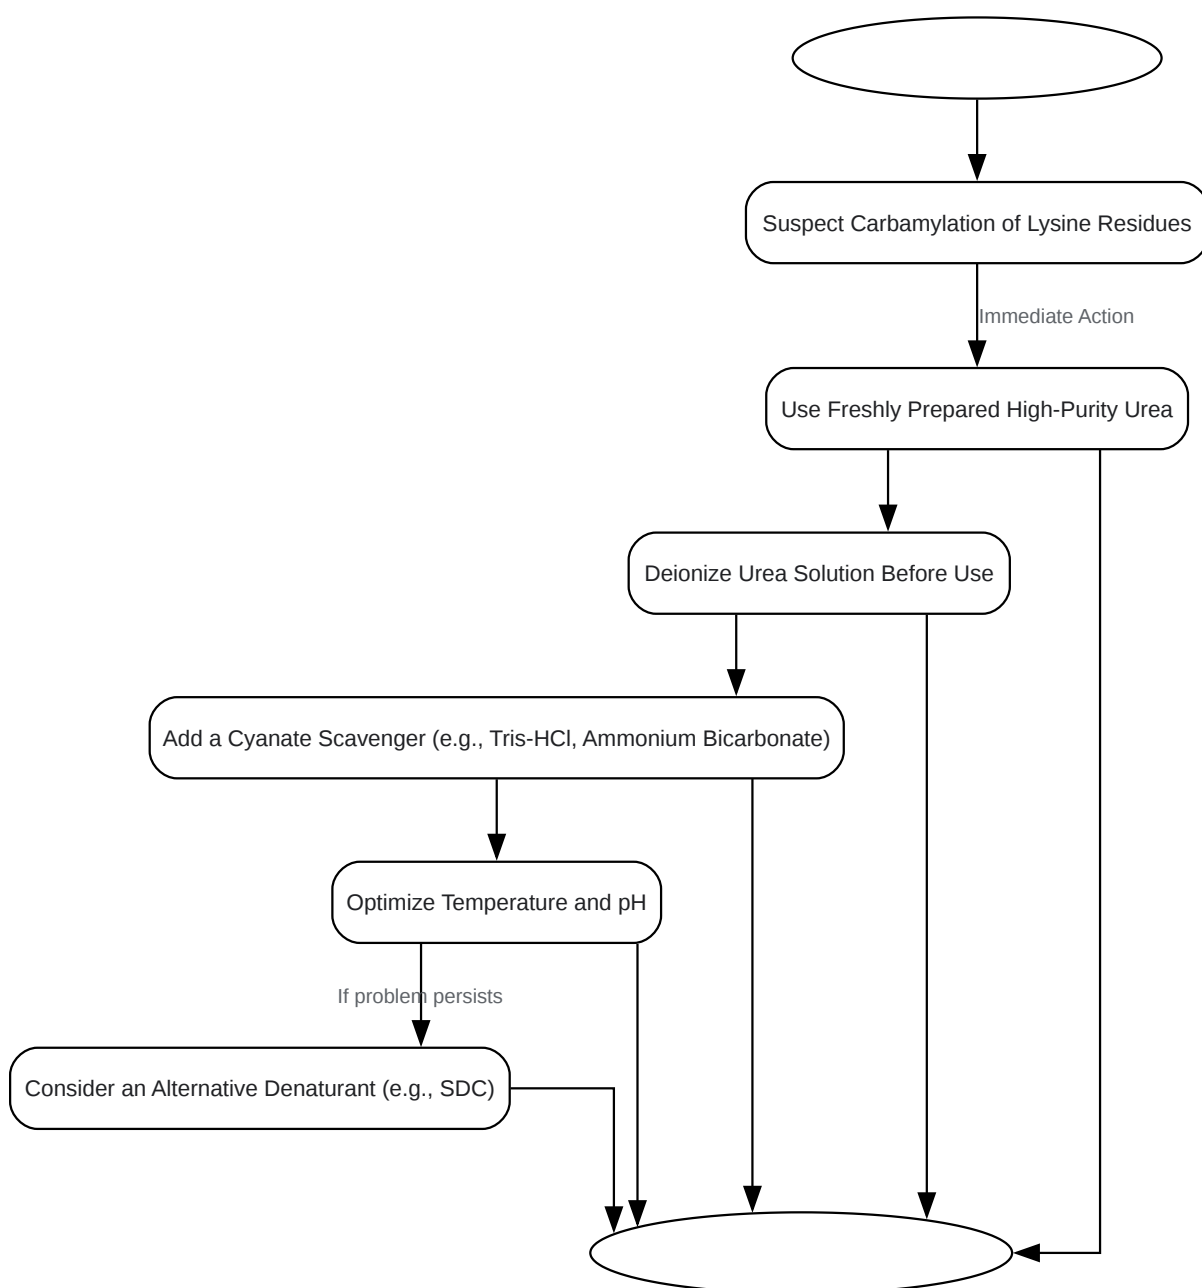 Suspect Carbamylation of Lysine Residues
Immediate Action
Use Freshly Prepared High-Purity Urea
Deionize Urea Solution Before Use
Add a Cyanate Scavenger (e.g., Tris-HCl, Ammonium Bicarbonate)
Optimize Temperature and pH
If problem persists
Consider an Alternative Denaturant (e.g., SDC)